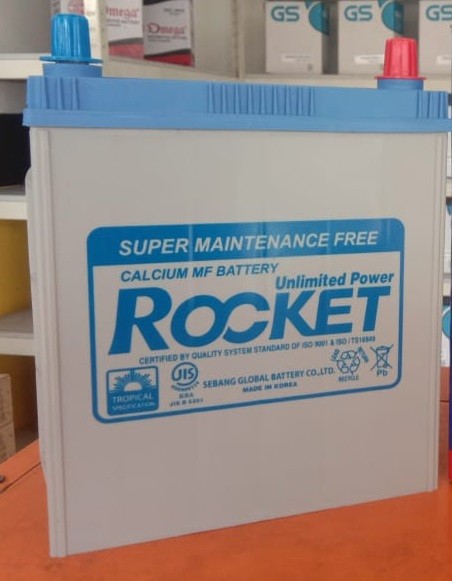 Omega
Omega
GS
GS
GS
SUPER MAINTENANCE FREE
CALCIUM MF BATTERY
Unlimited Power
ROCKET
CERTIFIED BY QUALITY SYSTEM STANDARD OF ISO 9001 & ISO / TS16949
TROPICAL
SPECIFICATION
JIS
SEBANG GLOBAL BATTERY CO.,LTD.
MADE IN KOREA
RECYCLE
Pb